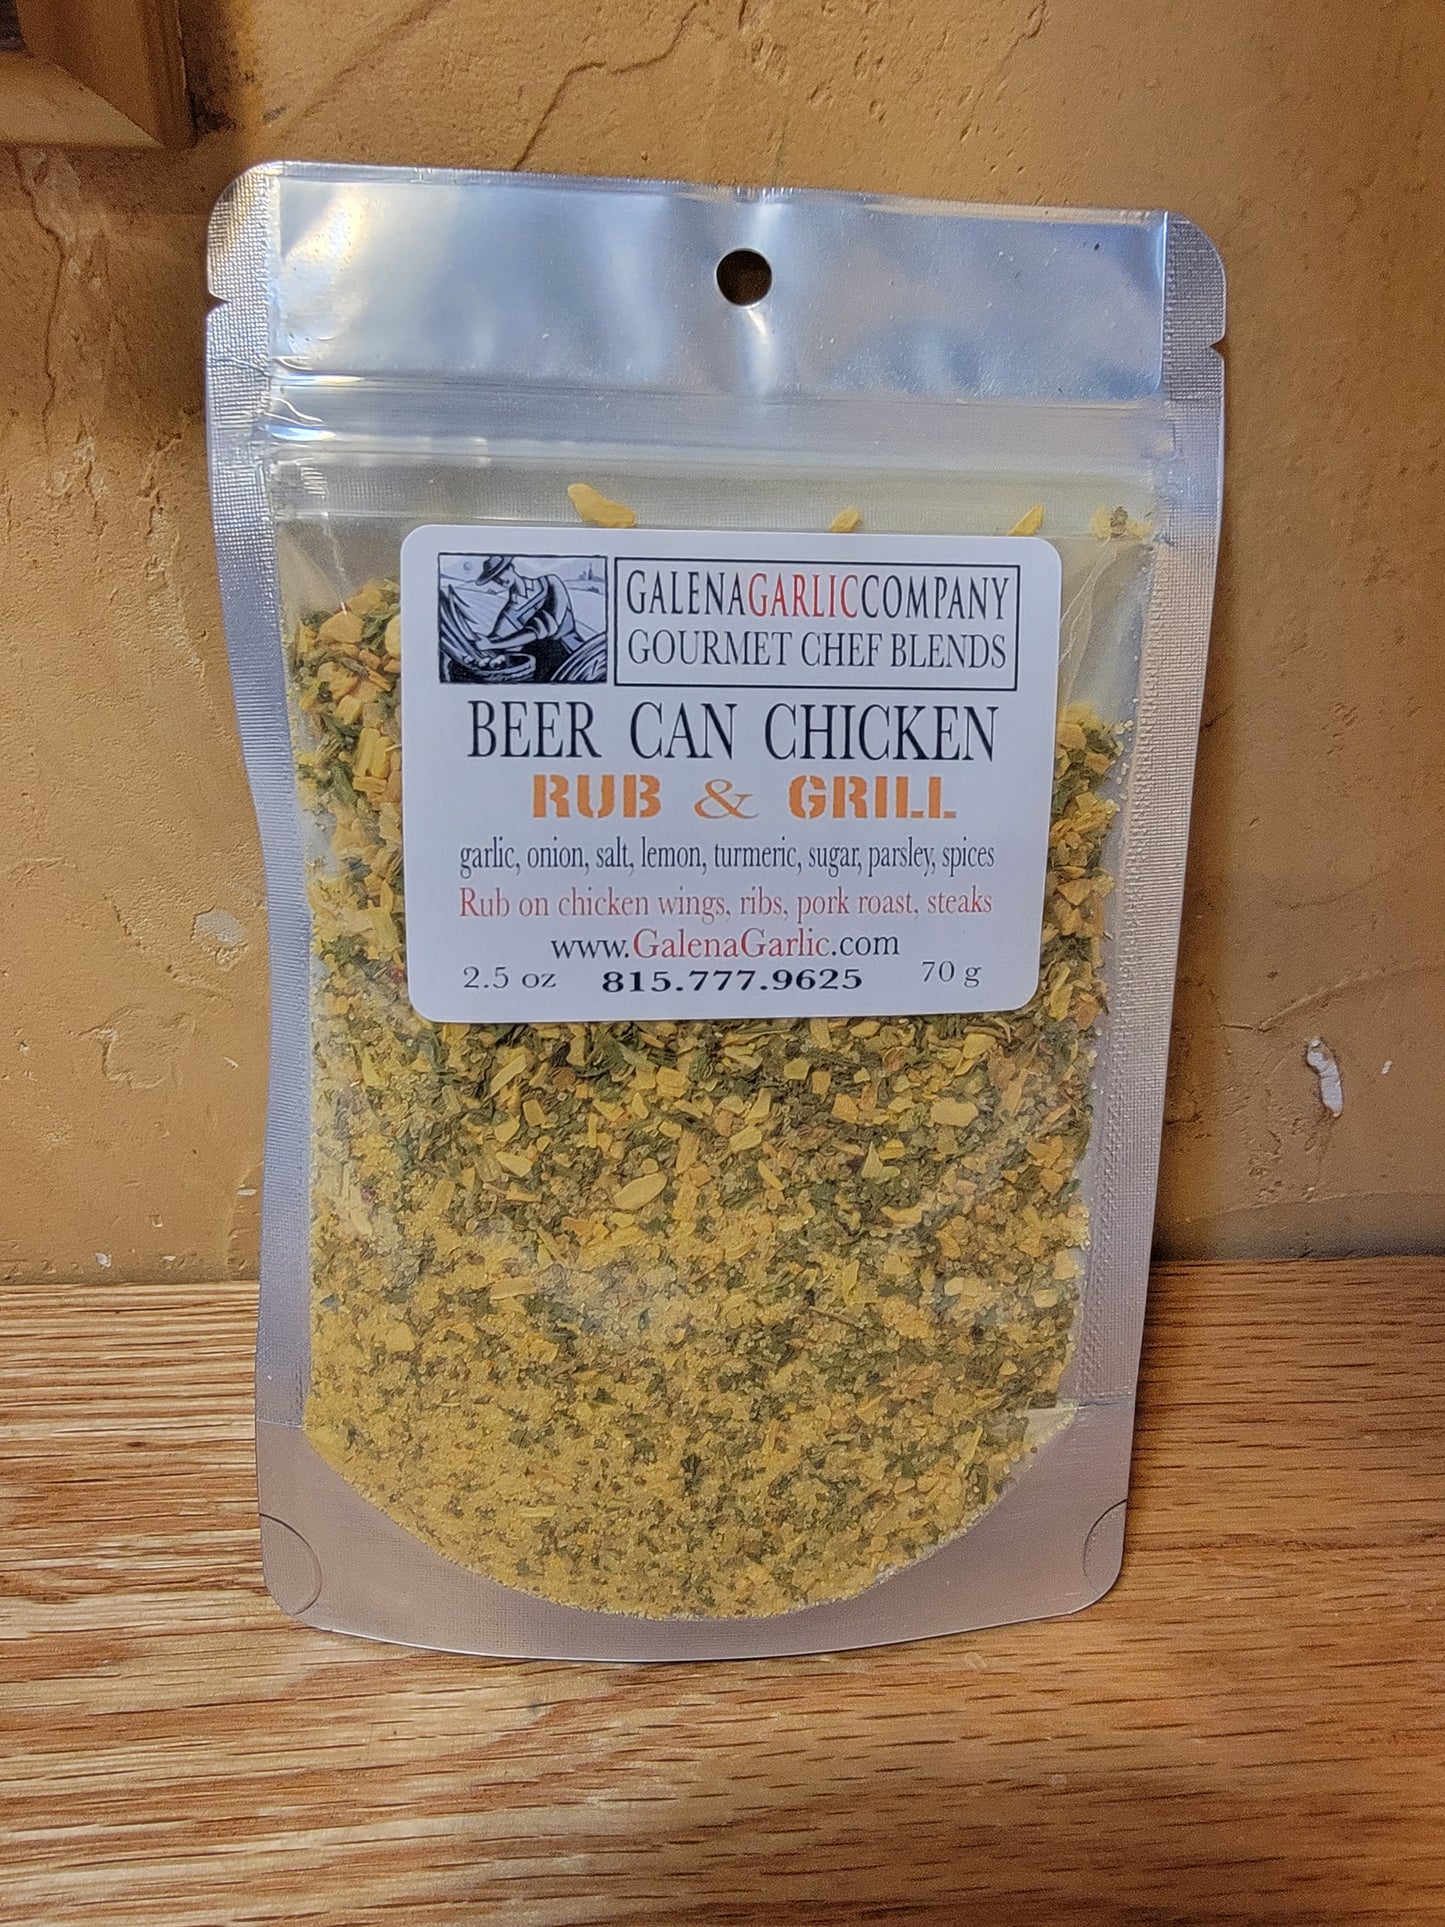 GALENAGARLICCOMPANY
GOURMET CHEF BLENDS
BEER CAN CHICKEN
RUB & GRILL
garlic, onion, salt, lemon, turmeric, sugar, parsley, spices
Rub on chicken wings, ribs, pork roast, steaks
www.GalenaGarlic.com
2.5 oz 815.777.9625 70 g